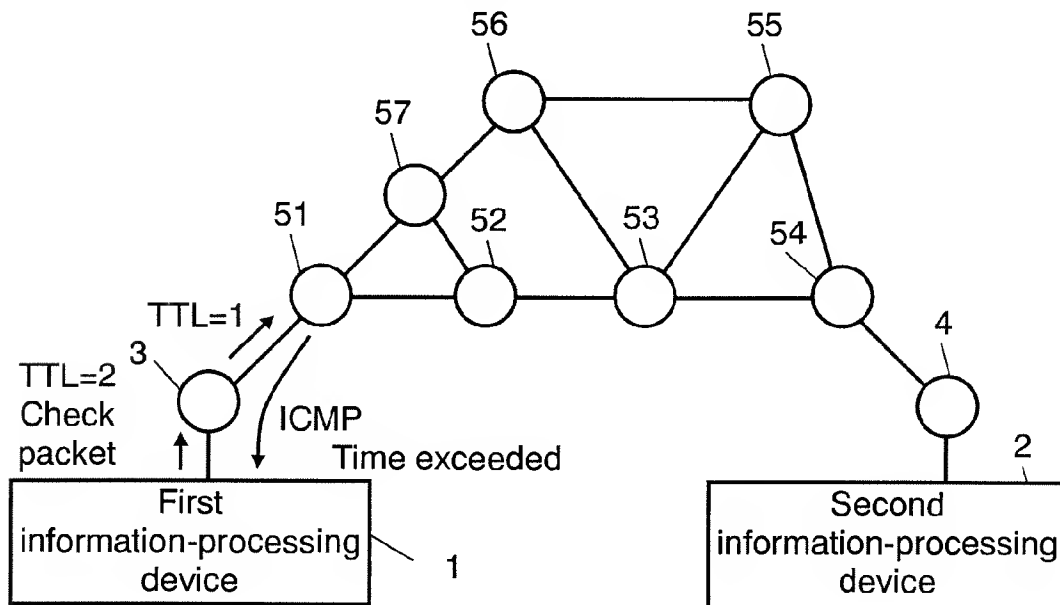 56
55
57
51
52
53
54
TTL=1
3
4
TTL=2
Check
packet
ICMP
Time exceeded
2
First
information-processing
device
1
Second
information-processing
device